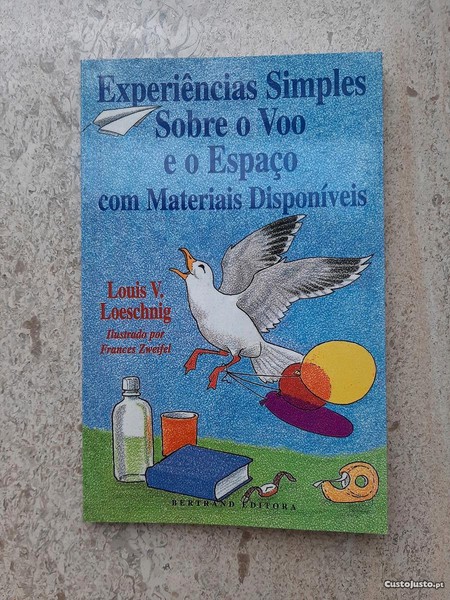 Experiências Simples
Sobre o Voo
e o Espaço
com Materiais Disponíveis
Louis V.
Loeschnig
Ilustrado por
Frances Zweifel
BERTRAND EDITORA
CustoJusto.pt